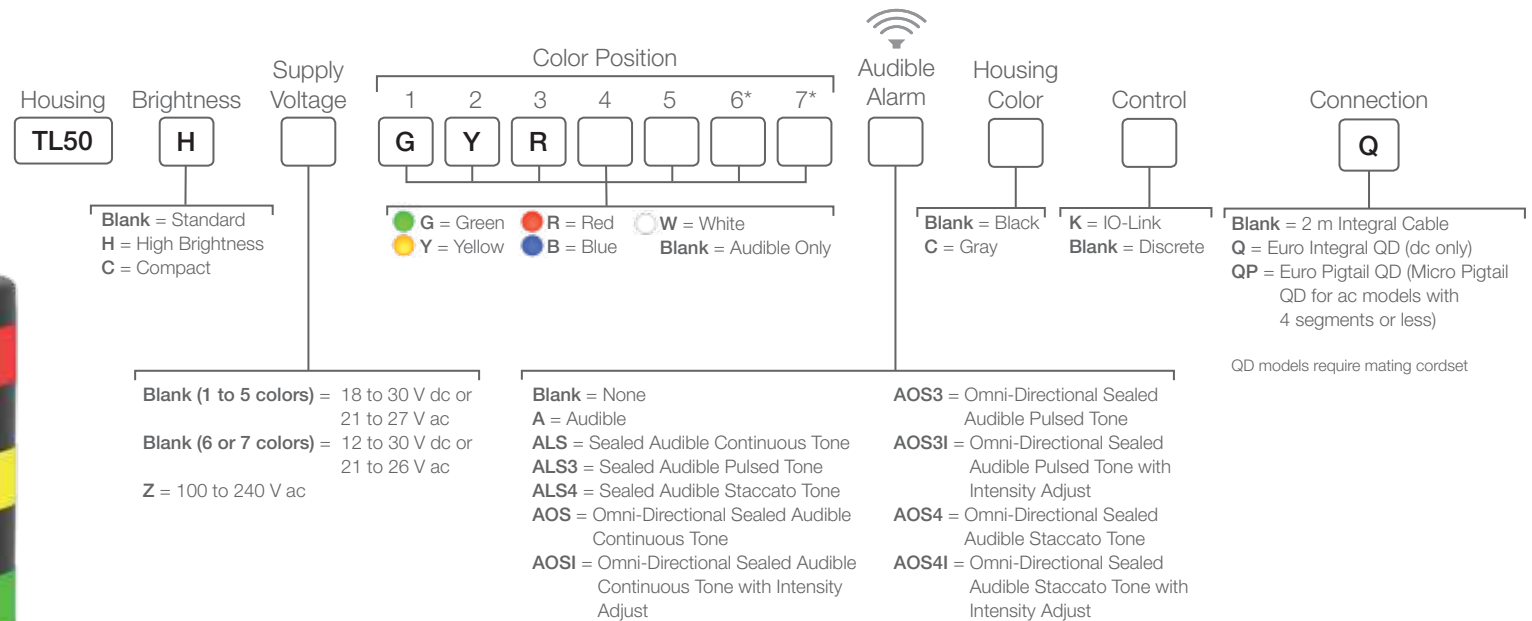 Housing
TL50
Brightness
H
Blank = Standard
H = High Brightness
C = Compact
Supply
Voltage
Blank (1 to 5 colors) = 18 to 30 V dc or
21 to 27 V ac
Blank (6 or 7 colors) = 12 to 30 V dc or
21 to 26 V ac
Z = 100 to 240 V ac
Color Position
1 2 3 4 5 6* 7*
G Y R
G = Green R = Red W = White
Y = Yellow B = Blue Blank = Audible Only
Audible
Alarm
Blank = None
A = Audible
ALS = Sealed Audible Continuous Tone
ALS3 = Sealed Audible Pulsed Tone
ALS4 = Sealed Audible Staccato Tone
AOS = Omni-Directional Sealed Audible
Continuous Tone
AOSI = Omni-Directional Sealed Audible
Continuous Tone with Intensity
Adjust
AOS3 = Omni-Directional Sealed
Audible Pulsed Tone
AOS3I = Omni-Directional Sealed
Audible Pulsed Tone with
Intensity Adjust
AOS4 = Omni-Directional Sealed
Audible Staccato Tone
AOS4I = Omni-Directional Sealed
Audible Staccato Tone with
Intensity Adjust
Housing
Color
Blank = Black
C = Gray
Control
K = IO-Link
Blank = Discrete
Connection
Q
Blank = 2 m Integral Cable
Q = Euro Integral QD (dc only)
QP = Euro Pigtail QD (Micro Pigtail
QD for ac models with
4 segments or less)
QD models require mating cordset